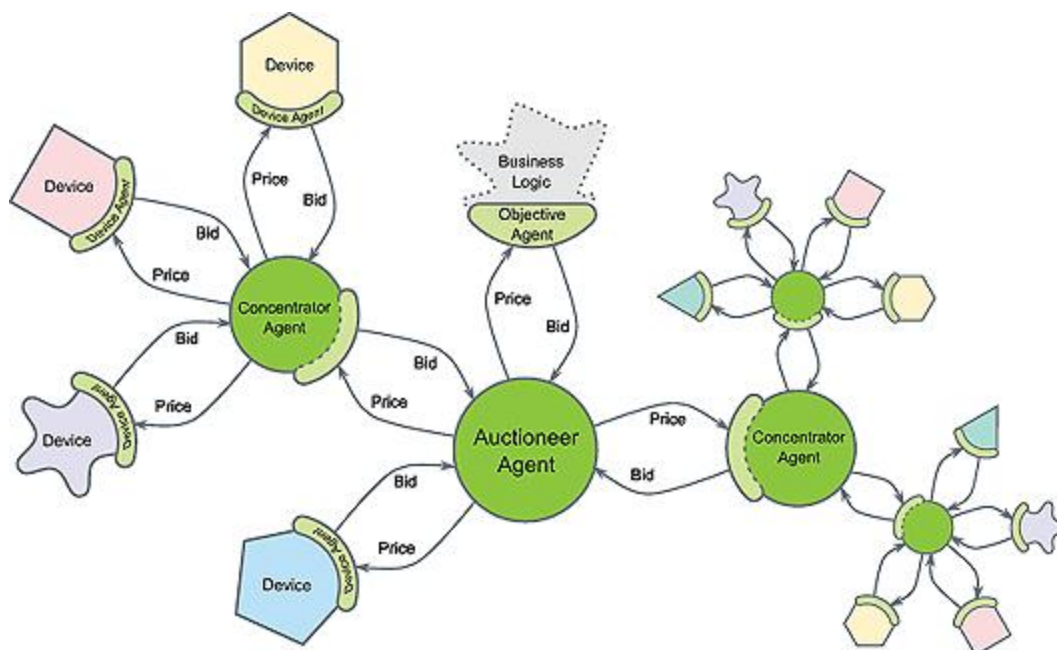 Device
Device Agent
Price
Bid
Device
Device Agent
Bid
Price
Concentrator
Agent
Bid
Price
Device
Device Agent
Business
Logic
Objective
Agent
Price
Bid
Bid
Price
Auctioneer
Agent
Price
Bid
Concentrator
Agent
Bid
Price
Device
Device Agent